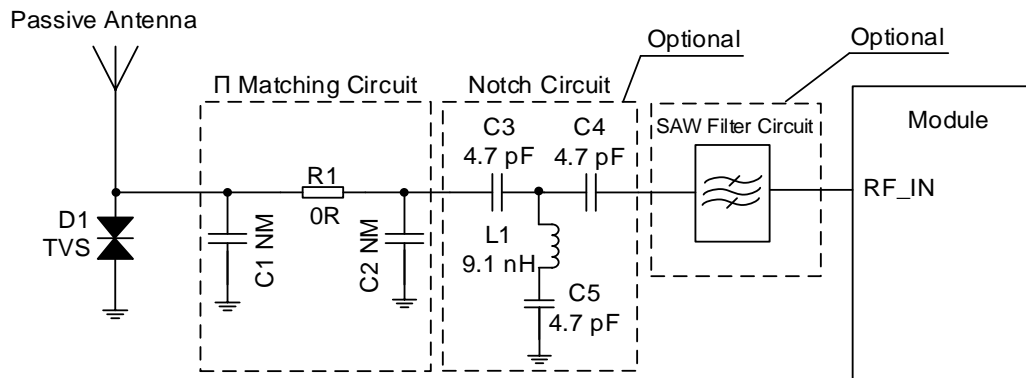 Passive Antenna
Optional
Optional
Π Matching Circuit
Notch Circuit
SAW Filter Circuit
Module
C3
4.7 pF
C4
4.7 pF
R1
0R
RF_IN
D1
TVS
C1 NM
C2 NM
L1
9.1 nH
C5
4.7 pF